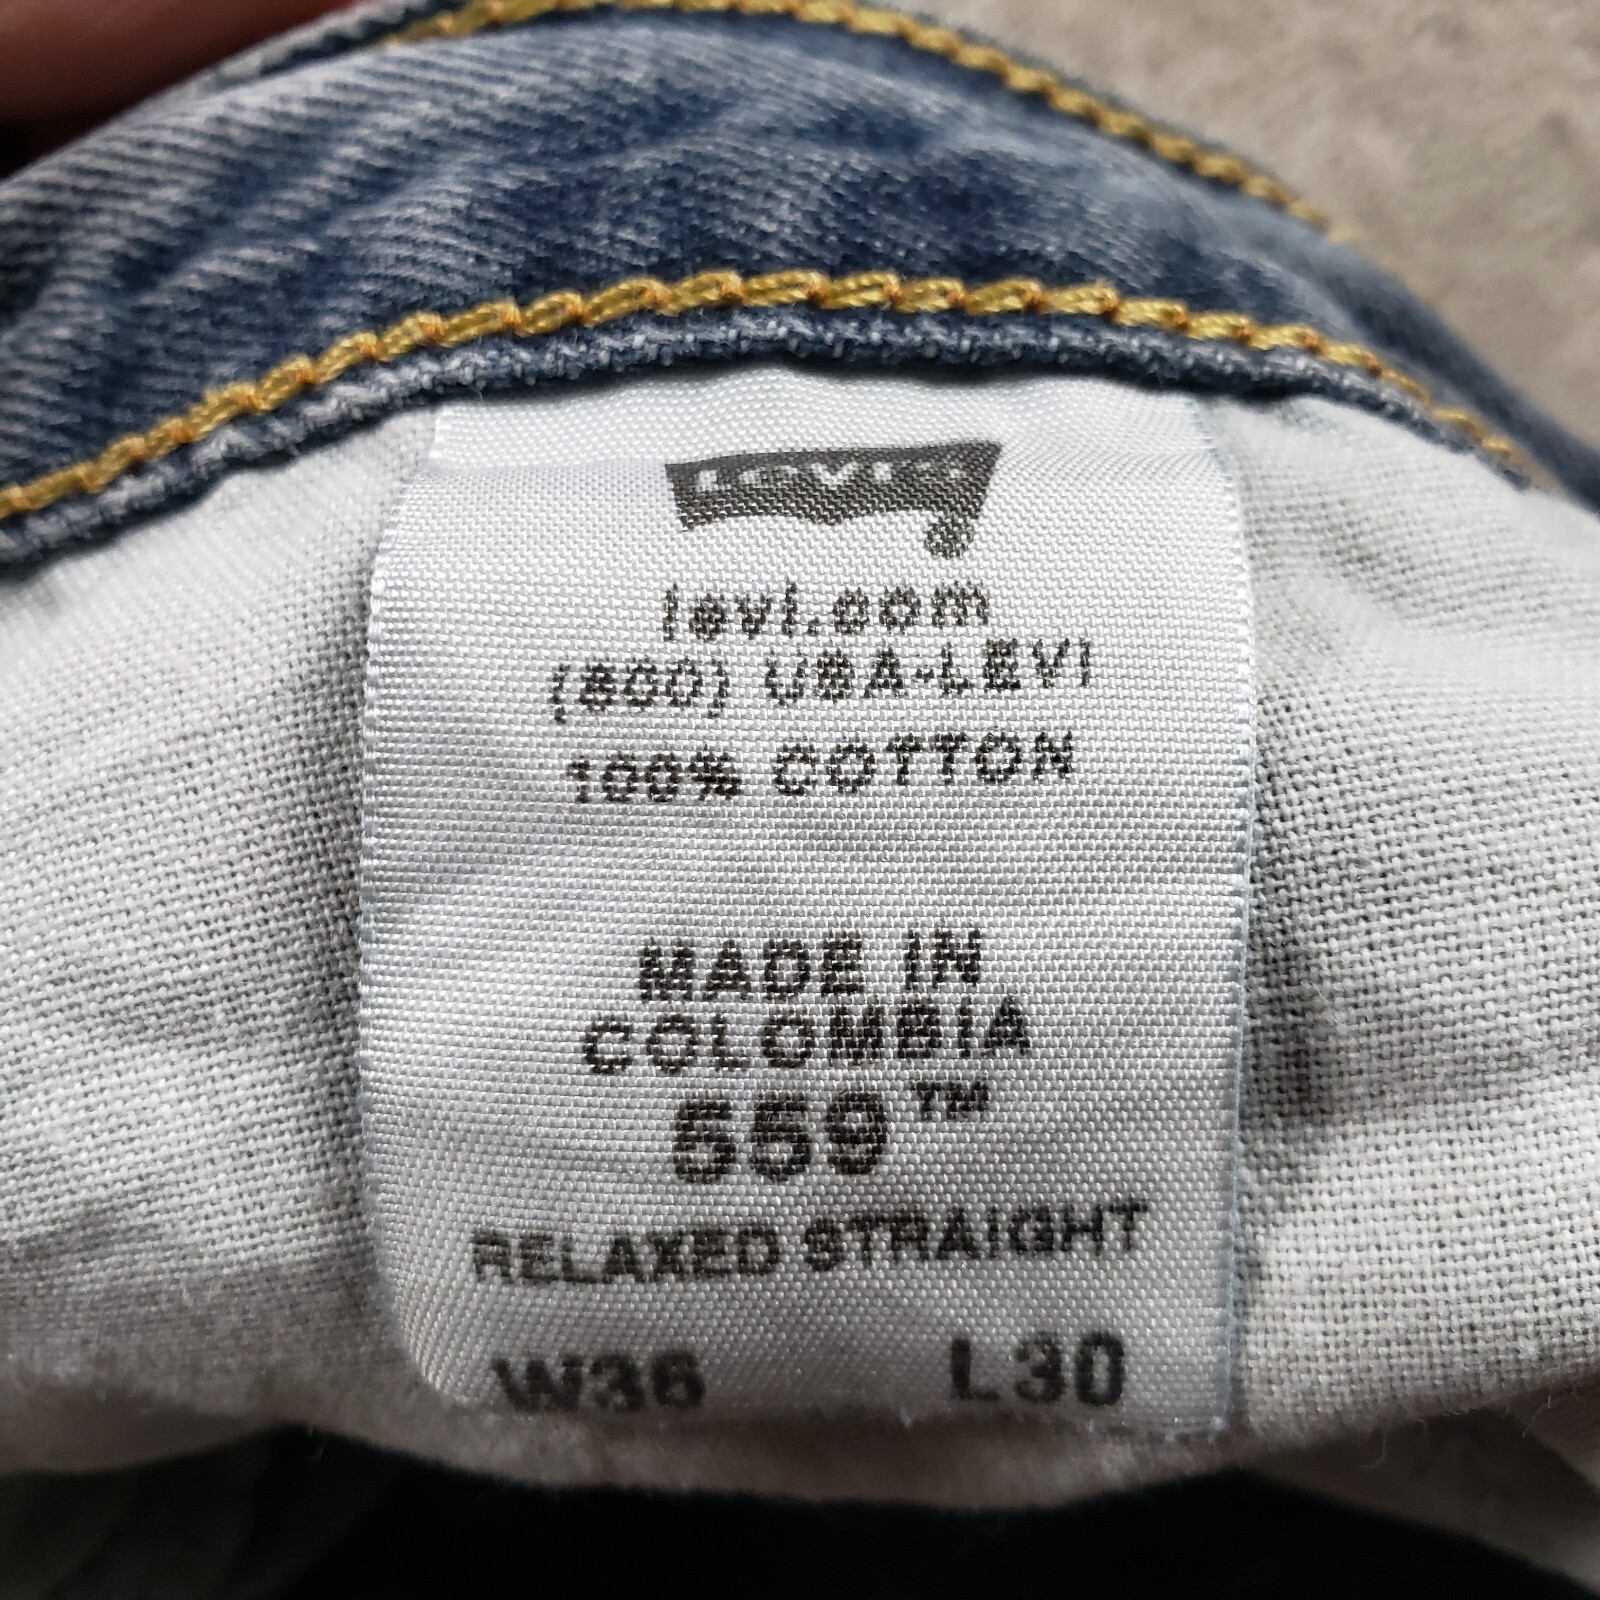 LEVI'S
levi.com
(800) USA-LEVI
100% COTTON
MADE IN
COLOMBIA
559™
RELAXED STRAIGHT
W36 L30